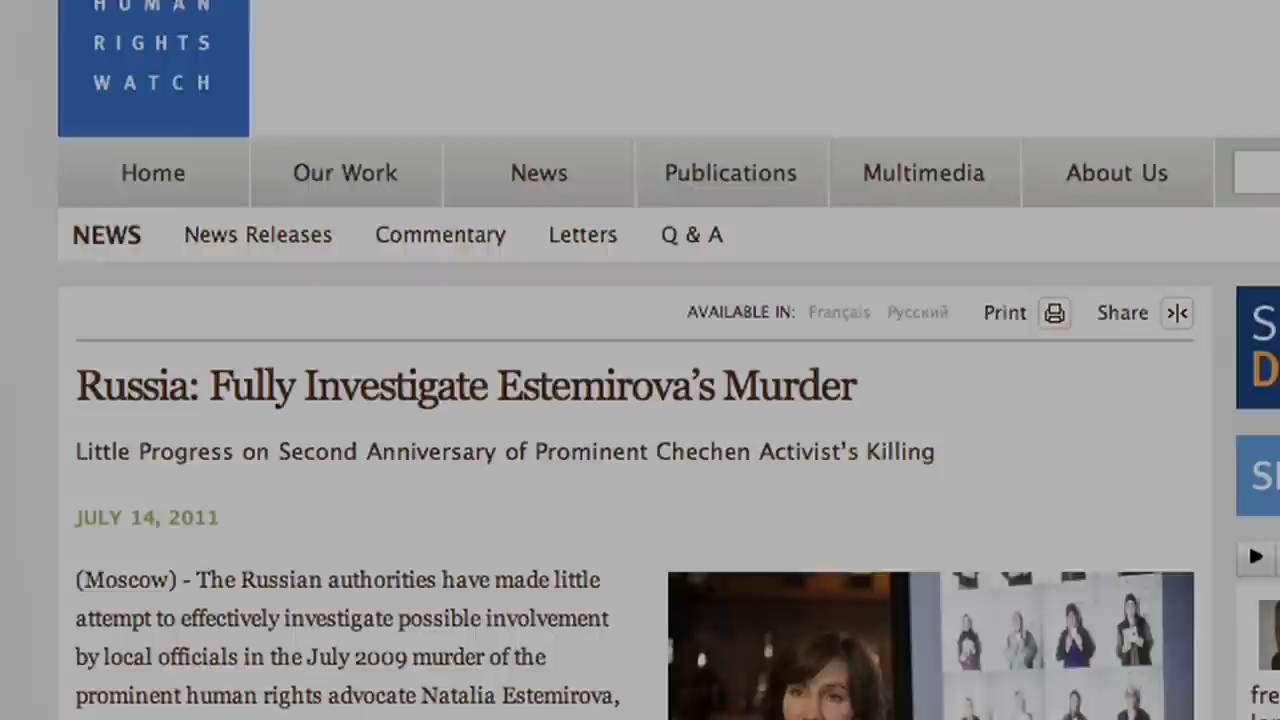 HUMAN
RIGHTS
WATCH
Home Our Work News Publications Multimedia About Us
NEWS News Releases Commentary Letters Q & A
AVAILABLE IN: Français Русский Print Share
Russia: Fully Investigate Estemirova’s Murder
Little Progress on Second Anniversary of Prominent Chechen Activist’s Killing
JULY 14, 2011
(Moscow) - The Russian authorities have made little
attempt to effectively investigate possible involvement
by local officials in the July 2009 murder of the
prominent human rights advocate Natalia Estemirova,
S
D
fre